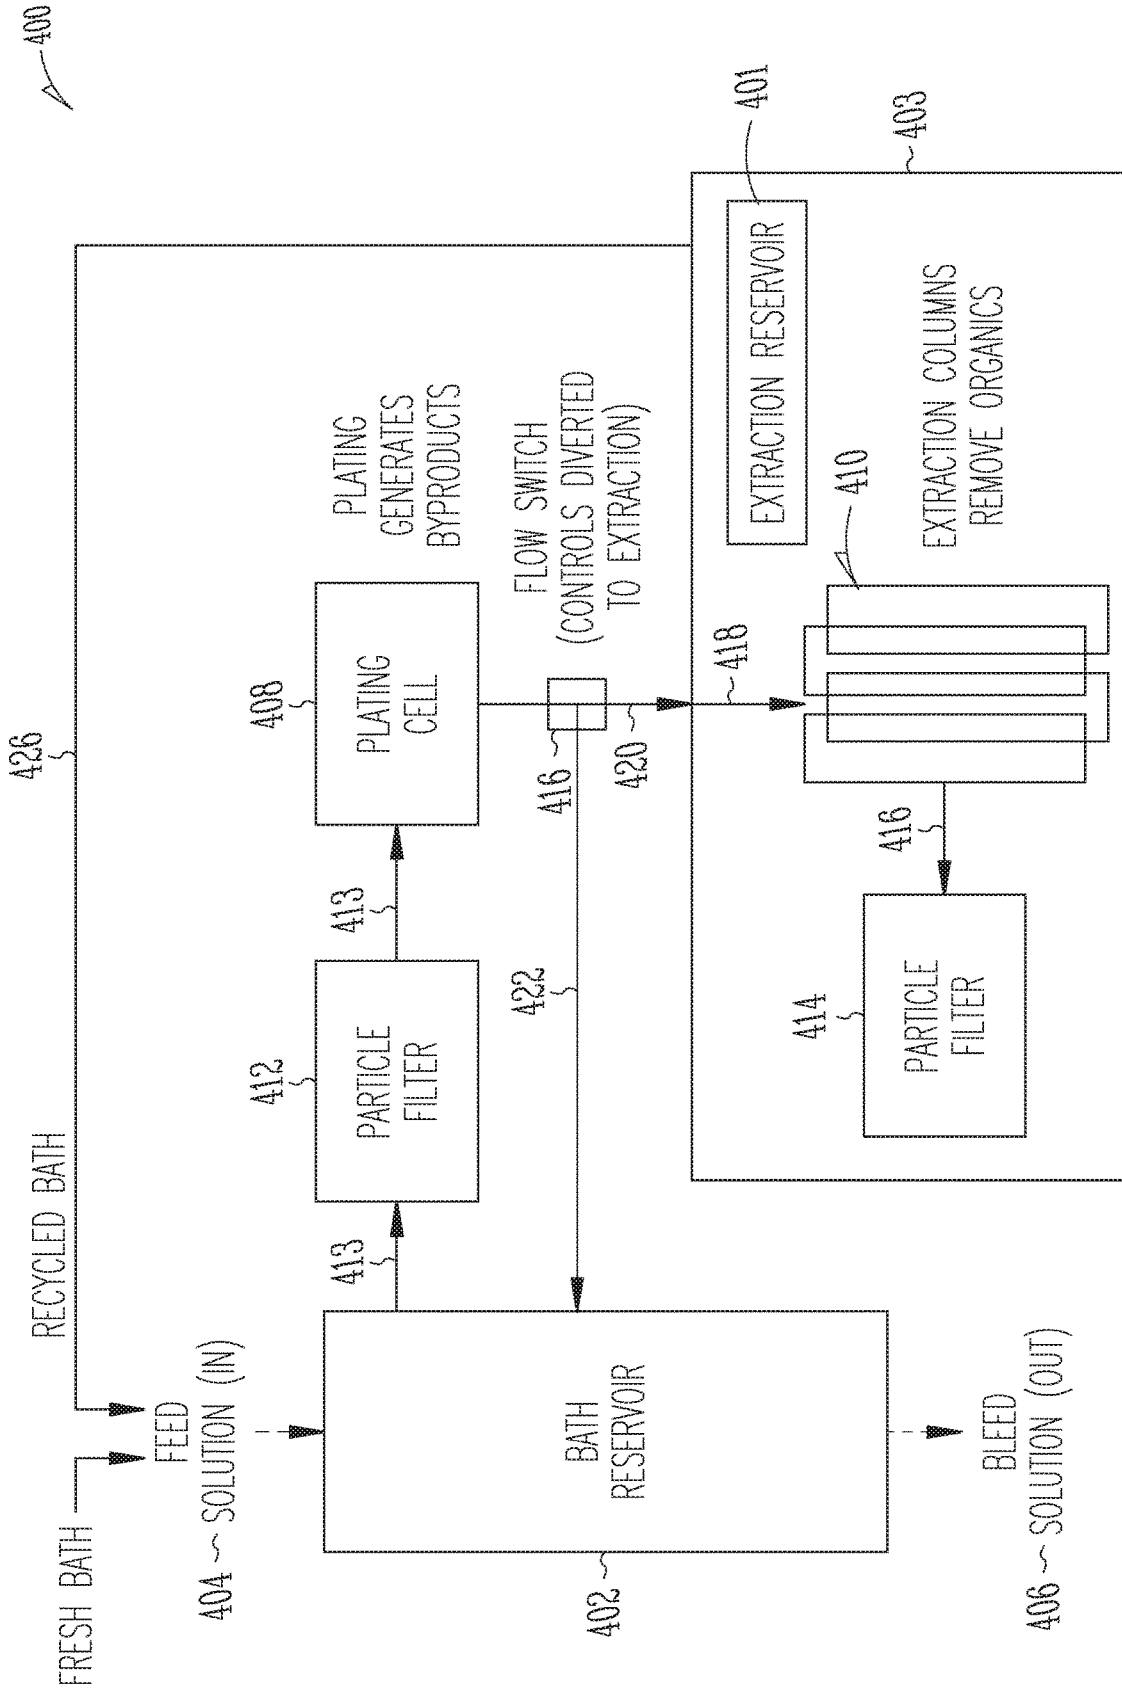 400
426
RECYCLED BATH
FRESH BATH
FEED
404 SOLUTION (IN)
413
412
PARTICLE
FILTER
413
408
PLATING
CELL
PLATING
GENERATES
BYPRODUCTS
FLOW SWITCH
(CONTROLS DIVERTED
TO EXTRACTION)
416
420
422
BATH
RESERVOIR
402
BLEED
406 SOLUTION (OUT)
403
401
EXTRACTION RESERVOIR
418
410
EXTRACTION COLUMNS
REMOVE ORGANICS
416
414
PARTICLE
FILTER